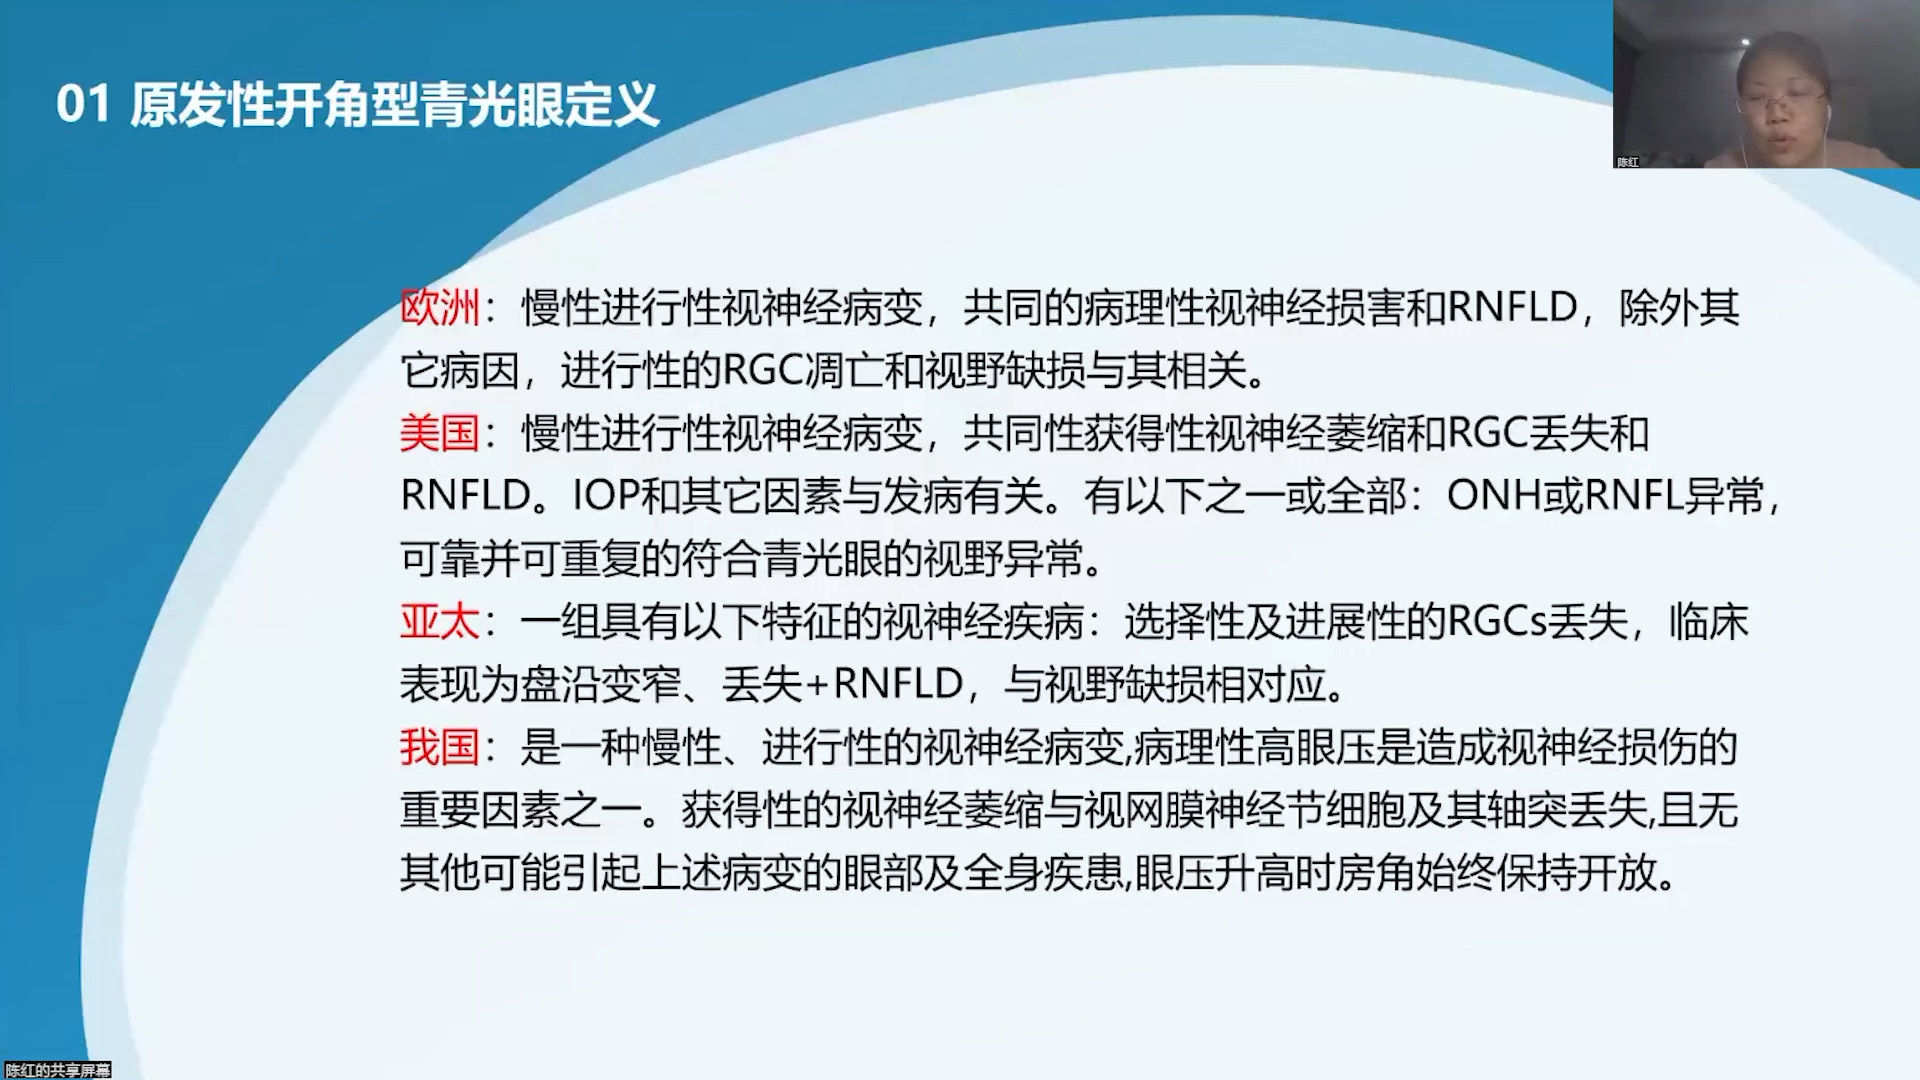 01 原发性开角型青光眼定义
陈红
欧洲：慢性进行性视神经病变，共同的病理性视神经损害和RNFLD，除外其
它病因，进行性的RGC凋亡和视野缺损与其相关。
美国：慢性进行性视神经病变，共同性获得性视神经萎缩和RGC丢失和
RNFLD。IOP和其它因素与发病有关。有以下之一或全部：ONH或RNFL异常，
可靠并可重复的符合青光眼的视野异常。
亚太：一组具有以下特征的视神经疾病：选择性及进展性的RGCs丢失，临床
表现为盘沿变窄、丢失+RNFLD，与视野缺损相对应。
我国：是一种慢性、进行性的视神经病变,病理性高眼压是造成视神经损伤的
重要因素之一。获得性的视神经萎缩与视网膜神经节细胞及其轴突丢失,且无
其他可能引起上述病变的眼部及全身疾患,眼压升高时房角始终保持开放。
陈红的共享屏幕